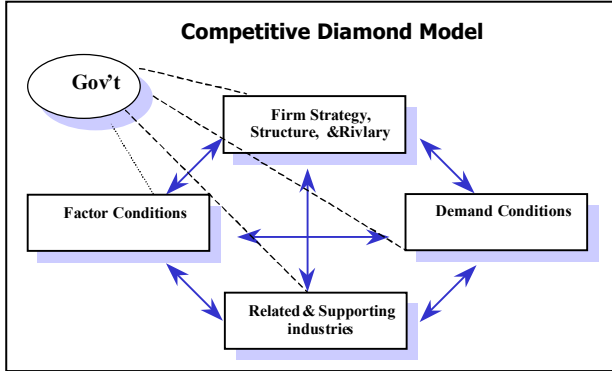 Competitive Diamond Model
Gov't
Firm Strategy,
Structure, &Rivlary
Factor Conditions
Demand Conditions
Related & Supporting
industries